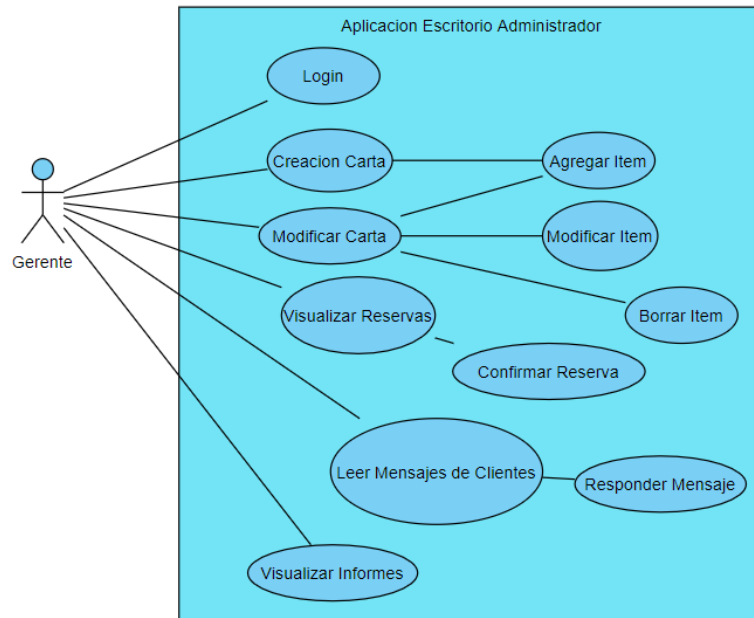 Aplicacion Escritorio Administrador
Login
Creacion Carta
Agregar Item
Modificar Carta
Modificar Item
Gerente
Visualizar Reservas
Borrar Item
Confirmar Reserva
Leer Mensajes de Clientes
Responder Mensaje
Visualizar Informes